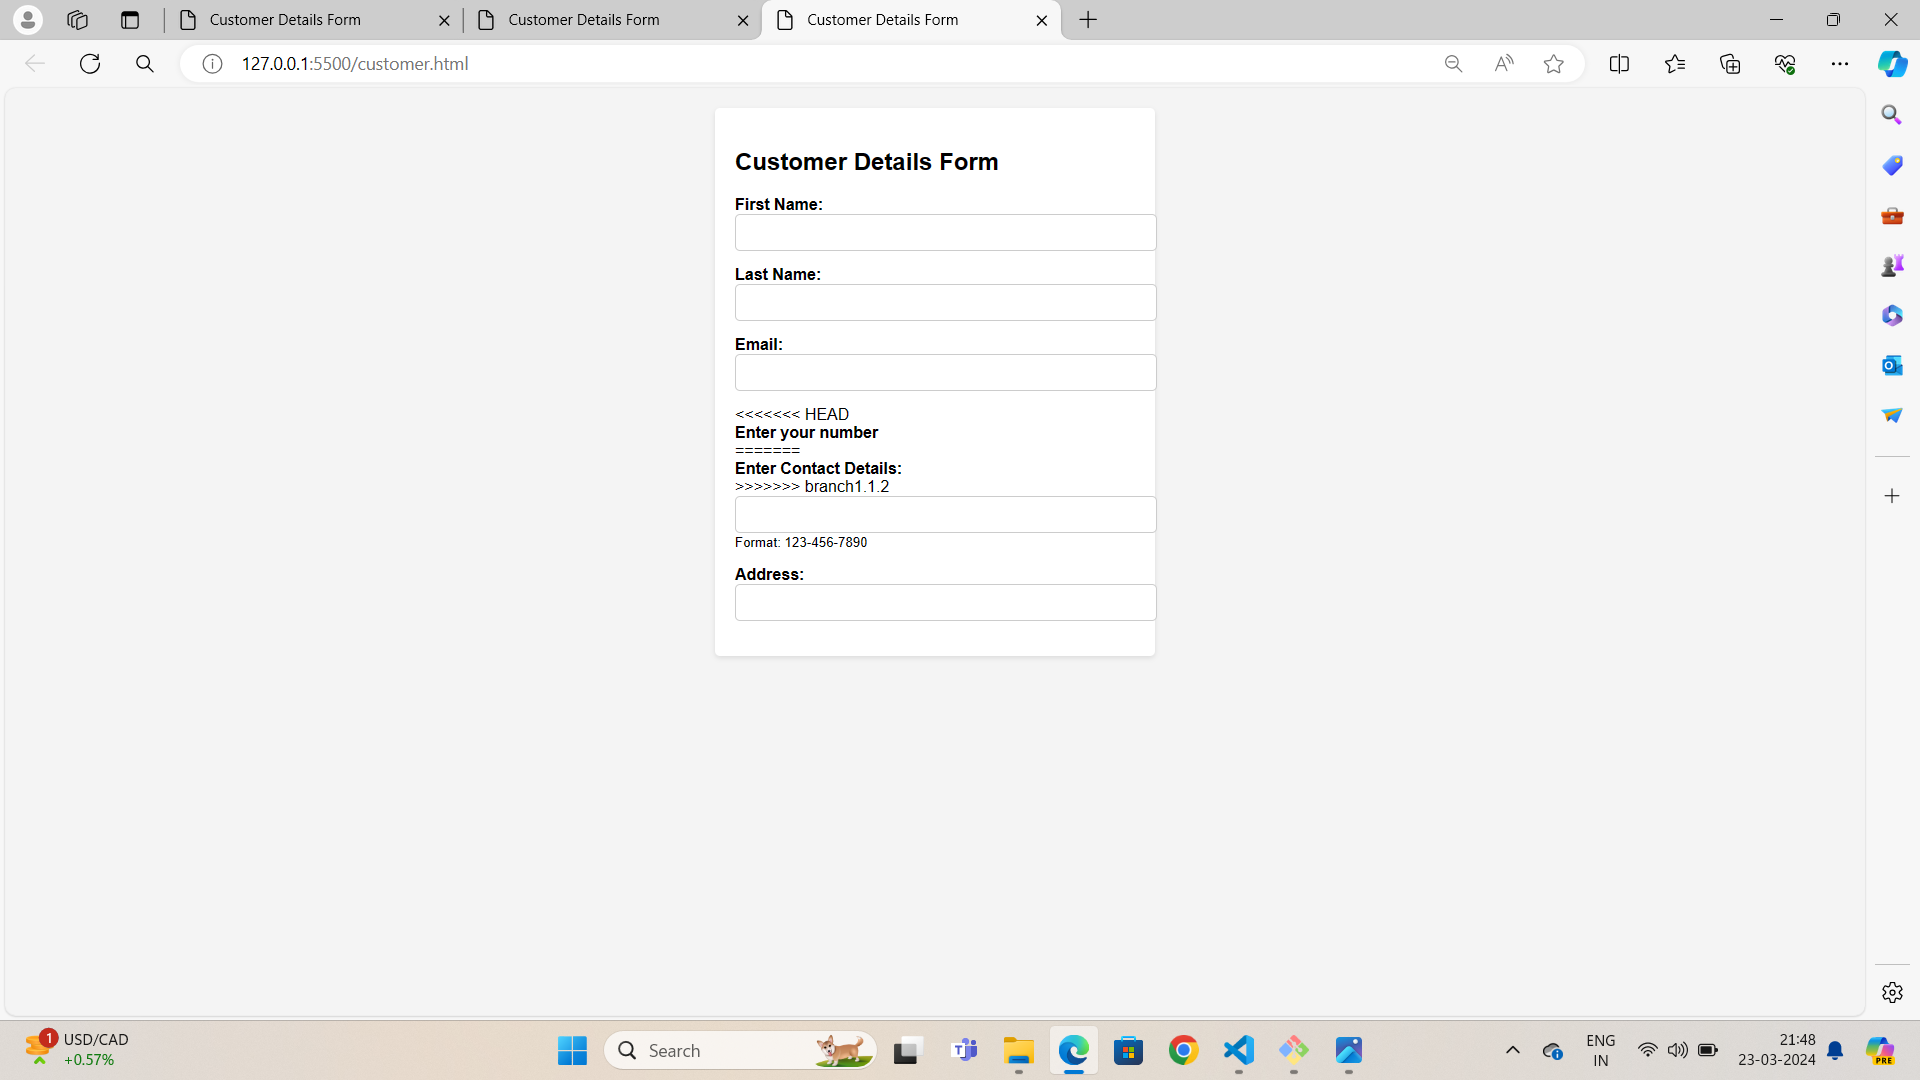 Customer Details Form
Customer Details Form
Customer Details Form
127.0.0.1:5500/customer.html
Customer Details Form
First Name:
Last Name:
Email:
<<<<<<< HEAD
Enter your number
=======
Enter Contact Details:
>>>>>>> branch1.1.2
Format: 123-456-7890
Address:
1
USD/CAD
+0.57%
Search
ENG
IN
21:48
23-03-2024
PRE